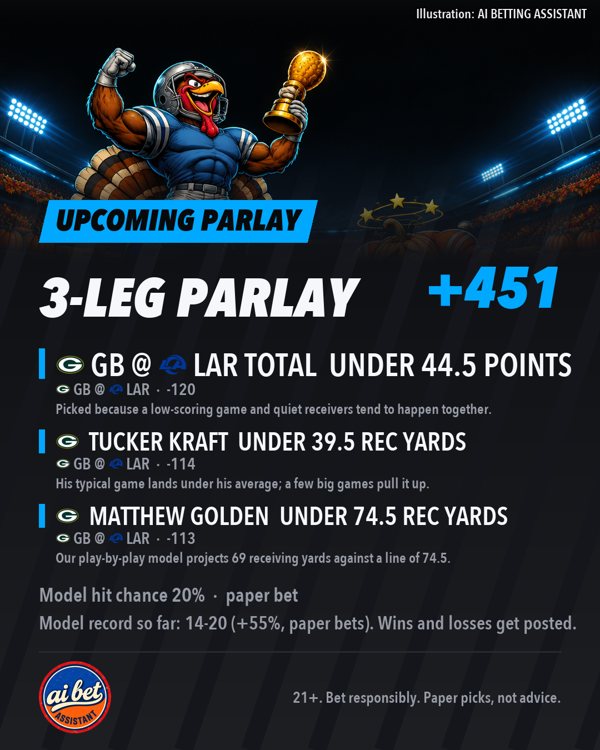 Illustration: AI BETTING ASSISTANT
UPCOMING PARLAY
3-LEG PARLAY
+451
G GB @ LAR TOTAL UNDER 44.5 POINTS
G GB @ LAR · -120
Picked because a low-scoring game and quiet receivers tend to happen together.
G TUCKER KRAFT UNDER 39.5 REC YARDS
G GB @ LAR · -114
His typical game lands under his average; a few big games pull it up.
G MATTHEW GOLDEN UNDER 74.5 REC YARDS
G GB @ LAR · -113
Our play-by-play model projects 69 receiving yards against a line of 74.5.
Model hit chance 20% · paper bet
Model record so far: 14-20 (+55%, paper bets). Wins and losses get posted.
ai bet
ASSISTANT
21+. Bet responsibly. Paper picks, not advice.